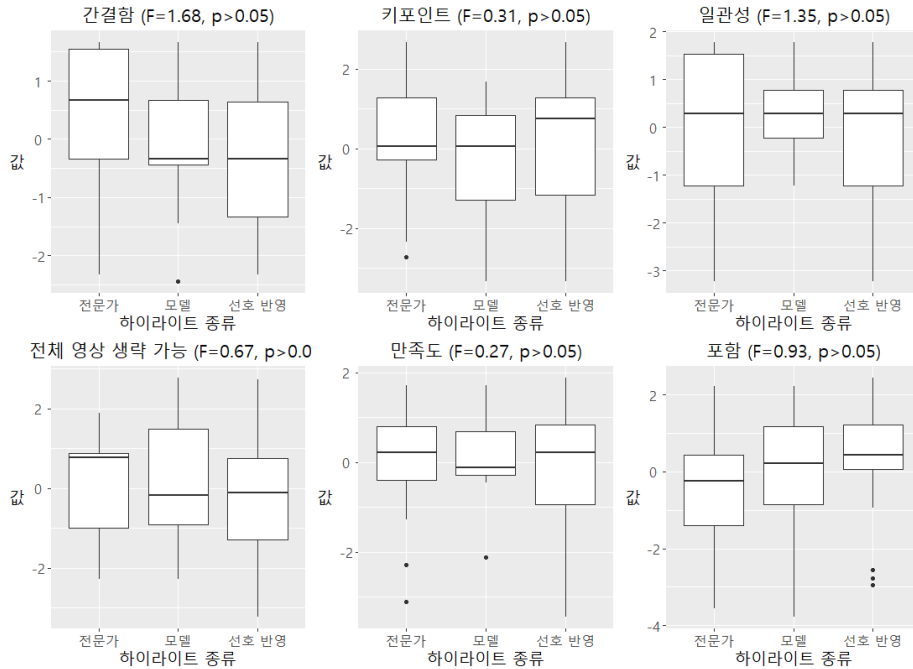 간결함 (F=1.68, p>0.05)
값
1
0
-1
-2
전문가 모델 선호 반영
하이라이트 종류
키포인트 (F=0.31, p>0.05)
값
2
0
-2
전문가 모델 선호 반영
하이라이트 종류
일관성 (F=1.35, p>0.05)
값
2
1
0
-1
-2
-3
전문가 모델 선호 반영
하이라이트 종류
전체 영상 생략 가능 (F=0.67, p>0.0
값
2
0
-2
전문가 모델 선호 반영
하이라이트 종류
만족도 (F=0.27, p>0.05)
값
2
0
-2
전문가 모델 선호 반영
하이라이트 종류
포함 (F=0.93, p>0.05)
값
2
0
-2
-4
전문가 모델 선호 반영
하이라이트 종류